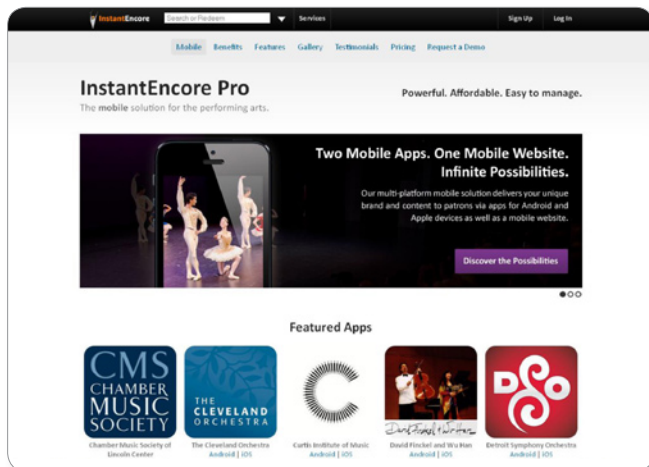 InstantEncore Search or Redeem Services Sign Up Log In
Mobile Benefits Features Gallery Testimonials Pricing Request a Demo
InstantEncore Pro
The mobile solution for the performing arts.
Powerful. Affordable. Easy to manage.
Two Mobile Apps. One Mobile Website.
Infinite Possibilities.
Our multi-platform mobile solution delivers your unique
brand and content to patrons via apps for Android and
Apple devices as well as a mobile website.
Discover the Possibilities
Featured Apps
CMS
CHAMBER
MUSIC
SOCIETY
THE
CLEVELAND
ORCHESTRA
C
David Finckel & Wu Han
DSO
Chamber Music Society of
Lincoln Center
The Cleveland Orchestra
Android | iOS
Curtis Institute of Music
Android | iOS
David Finckel and Wu Han
Android | iOS
Detroit Symphony Orchestra
Android | iOS